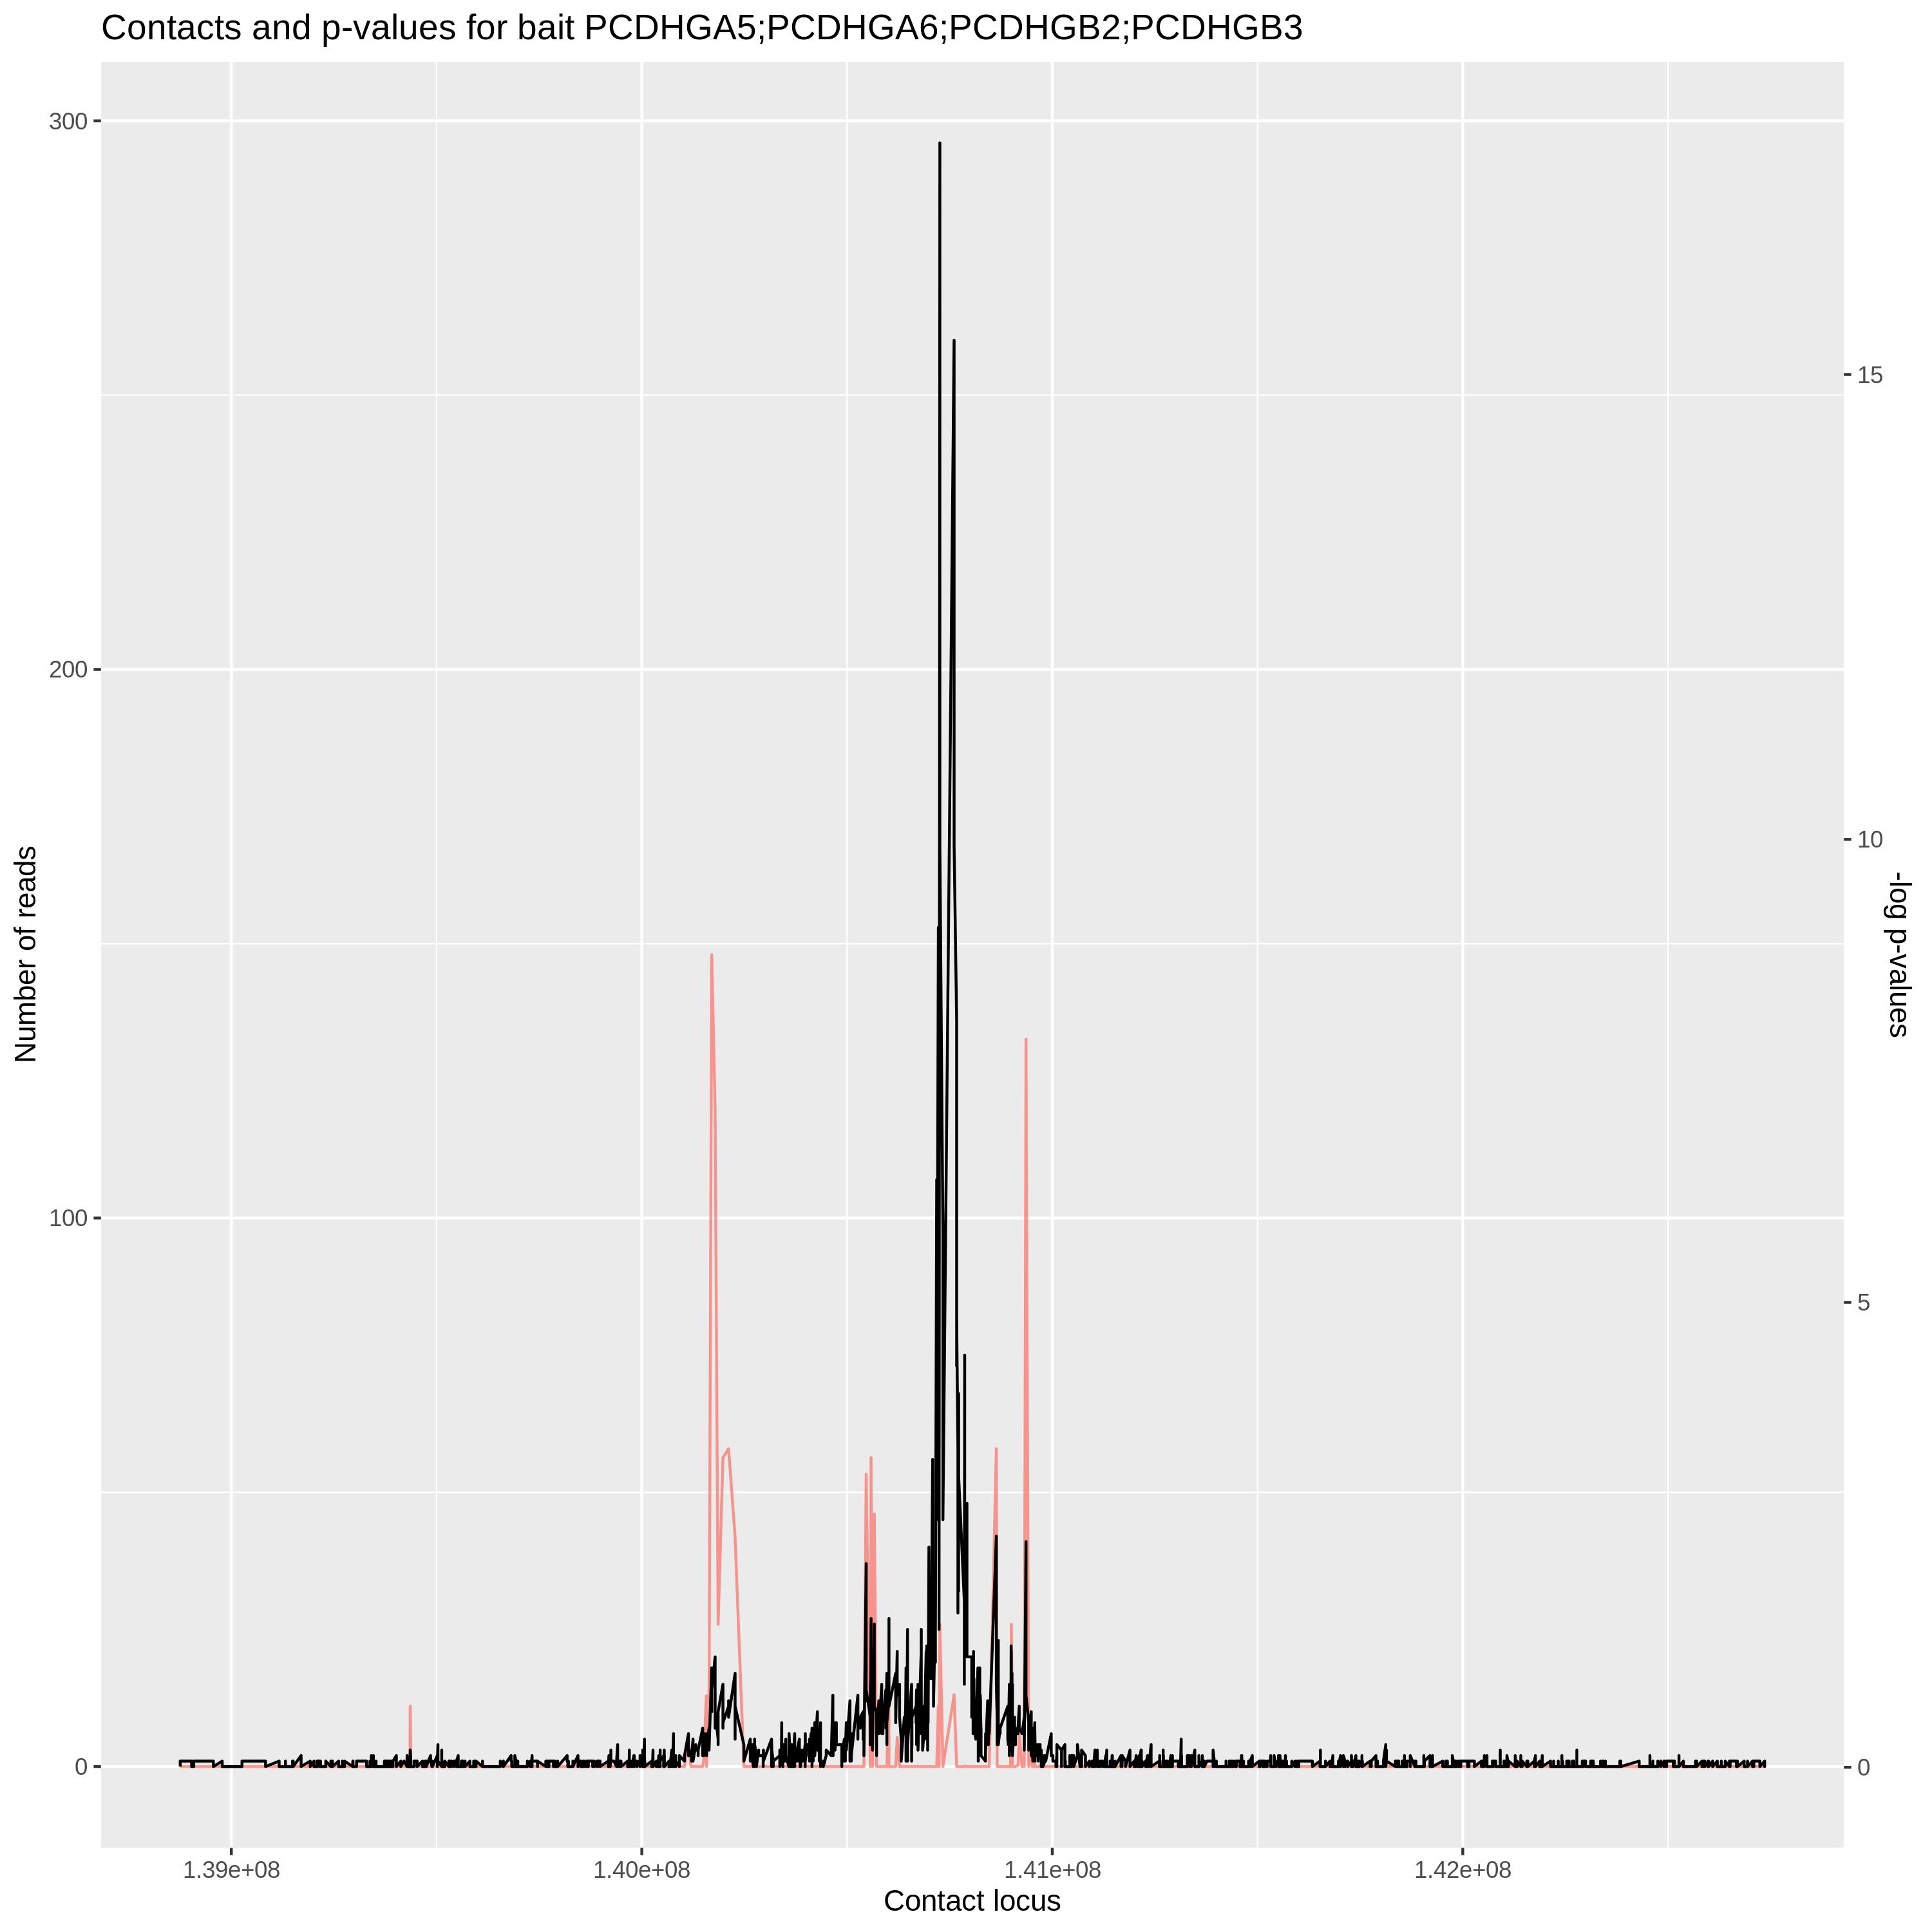 Contacts and p-values for bait PCDHGA5;PCDHGA6;PCDHGB2;PCDHGB3
300
200
100
0
Number of reads
15
10
5
0
-log p-values
1.39e+08
1.40e+08
1.41e+08
1.42e+08
Contact locus